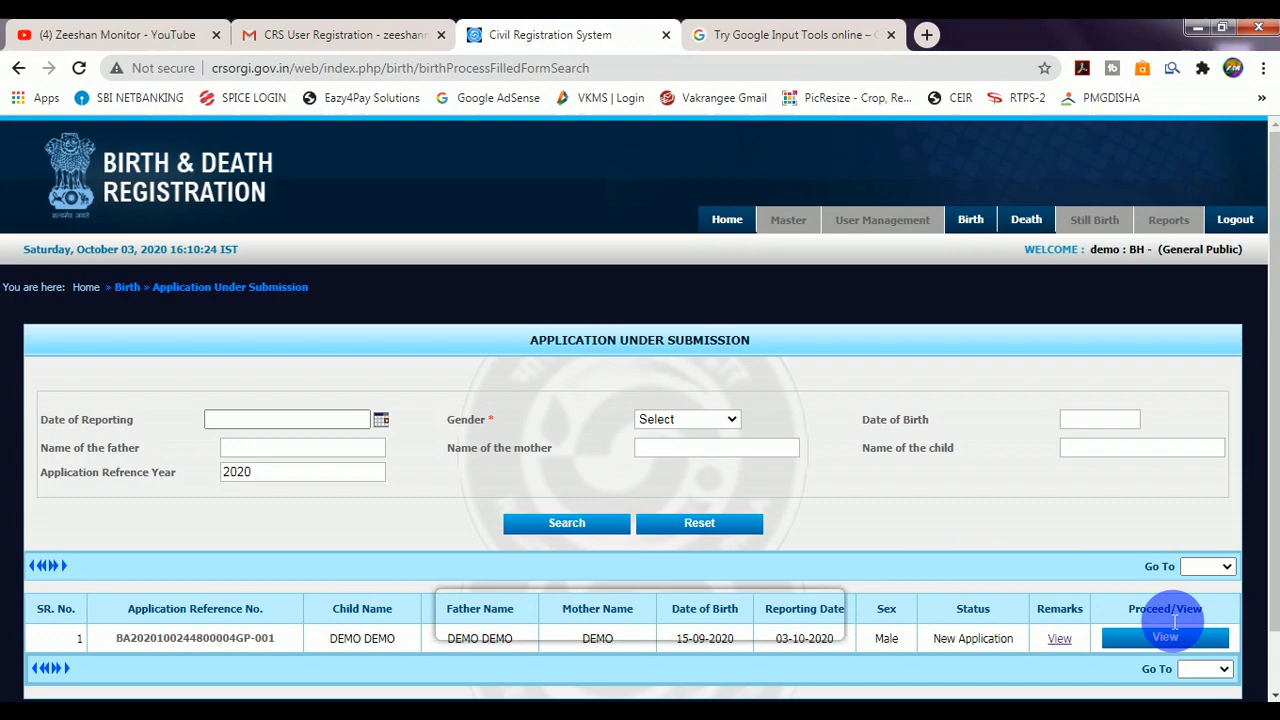 (4) Zeeshan Monitor - YouTube
CRS User Registration - zeeshann
Civil Registration System
Try Google Input Tools online – G
Not secure
crsorgi.gov.in/web/index.php/birth/birthProcessFilledFormSearch
Apps
SBI NETBANKING
SPICE LOGIN
Eazy4Pay Solutions
Google AdSense
VKMS | Login
Vakrangee Gmail
PicResize - Crop, Re...
CEIR
RTPS-2
PMGDISHA
BIRTH & DEATH
REGISTRATION
Home Master User Management Birth Death Still Birth Reports Logout
Saturday, October 03, 2020 16:10:24 IST
WELCOME : demo : BH - (General Public)
You are here: Home » Birth » Application Under Submission
APPLICATION UNDER SUBMISSION
Date of Reporting Gender * Select Date of Birth
Name of the father Name of the mother Name of the child
Application Refrence Year 2020
Search Reset
Go To
SR. No. Application Reference No. Child Name Father Name Mother Name Date of Birth Reporting Date Sex Status Remarks Proceed/View
1 BA2020100244800004GP-001 DEMO DEMO DEMO DEMO DEMO 15-09-2020 03-10-2020 Male New Application View View
Go To